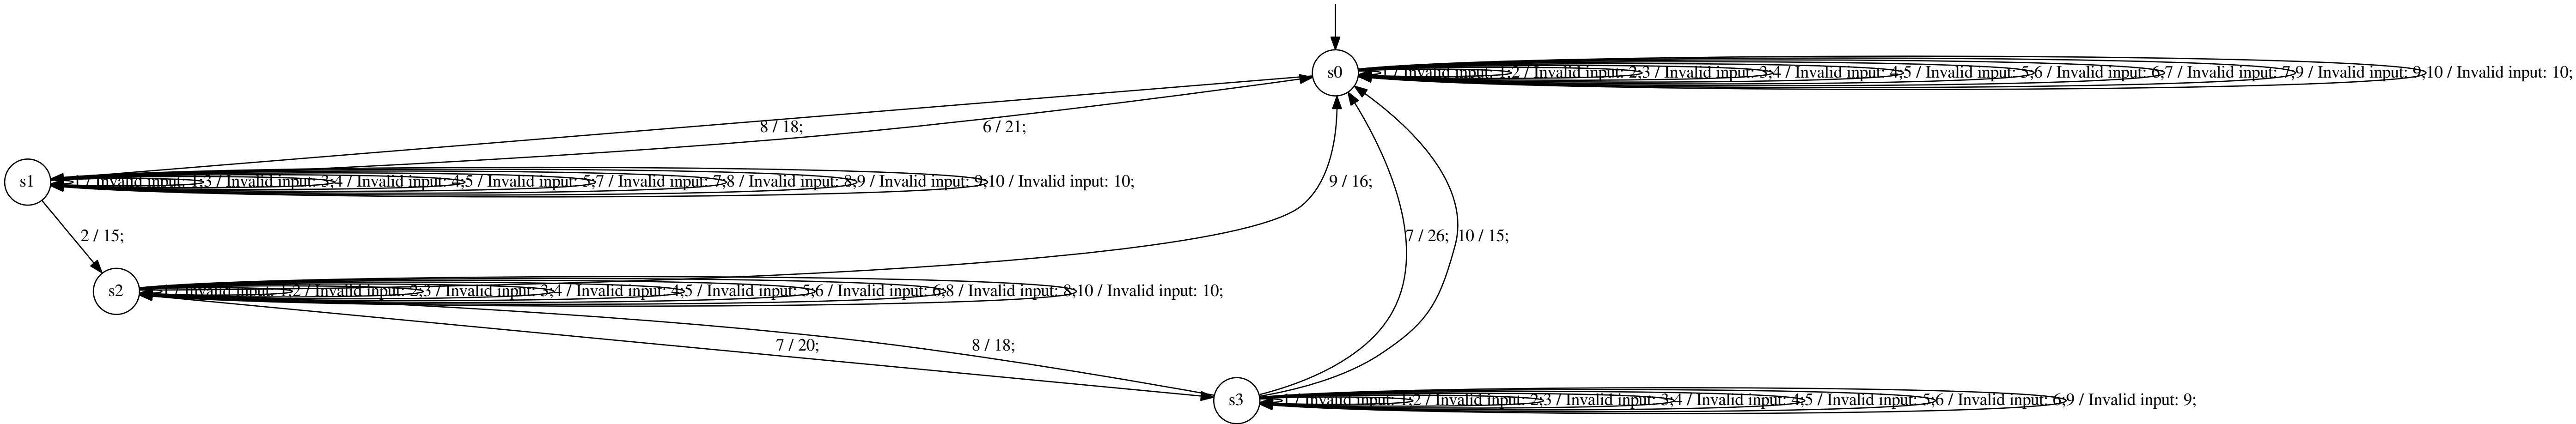 s0
1 / Invalid input: 1;
2 / Invalid input: 2;
3 / Invalid input: 3;
4 / Invalid input: 4;
5 / Invalid input: 5;
6 / Invalid input: 6;
7 / Invalid input: 7;
9 / Invalid input: 9;
10 / Invalid input: 10;
8 / 18;
6 / 21;
s1
1 / Invalid input: 1;
3 / Invalid input: 3;
4 / Invalid input: 4;
5 / Invalid input: 5;
7 / Invalid input: 7;
8 / Invalid input: 8;
9 / Invalid input: 9;
10 / Invalid input: 10;
9 / 16;
2 / 15;
7 / 26;
10 / 15;
s2
1 / Invalid input: 1;
2 / Invalid input: 2;
3 / Invalid input: 3;
4 / Invalid input: 4;
5 / Invalid input: 5;
6 / Invalid input: 6;
8 / Invalid input: 8;
10 / Invalid input: 10;
7 / 20;
8 / 18;
s3
1 / Invalid input: 1;
2 / Invalid input: 2;
3 / Invalid input: 3;
4 / Invalid input: 4;
5 / Invalid input: 5;
6 / Invalid input: 6;
9 / Invalid input: 9;